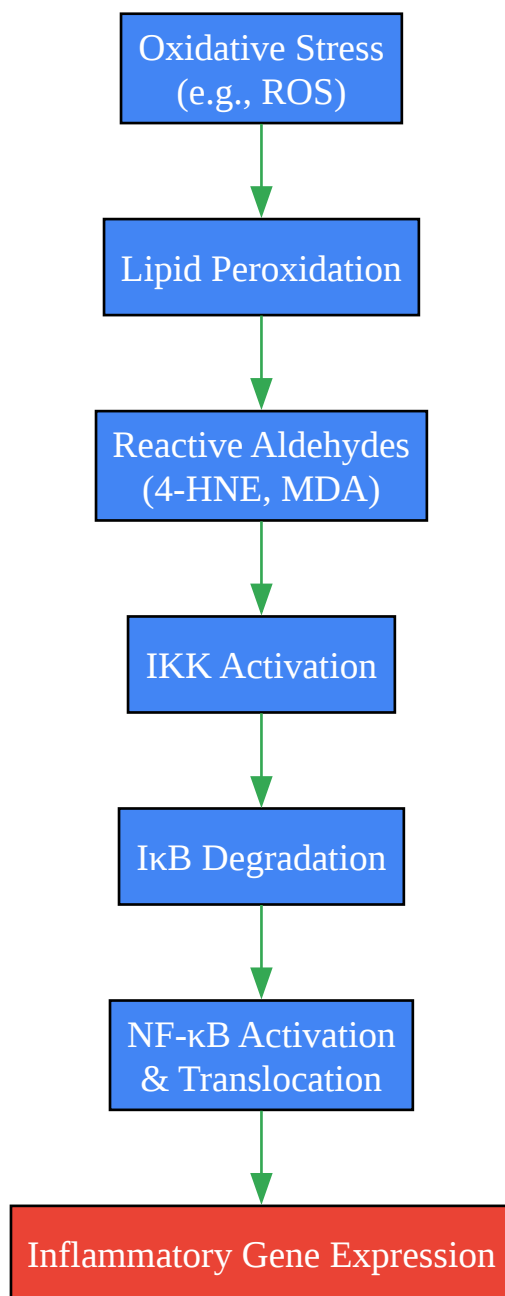 Oxidative Stress
(e.g., ROS)
Lipid Peroxidation
Reactive Aldehydes
(4-HNE, MDA)
IKK Activation
IκB Degradation
NF-κB Activation
& Translocation
Inflammatory Gene Expression